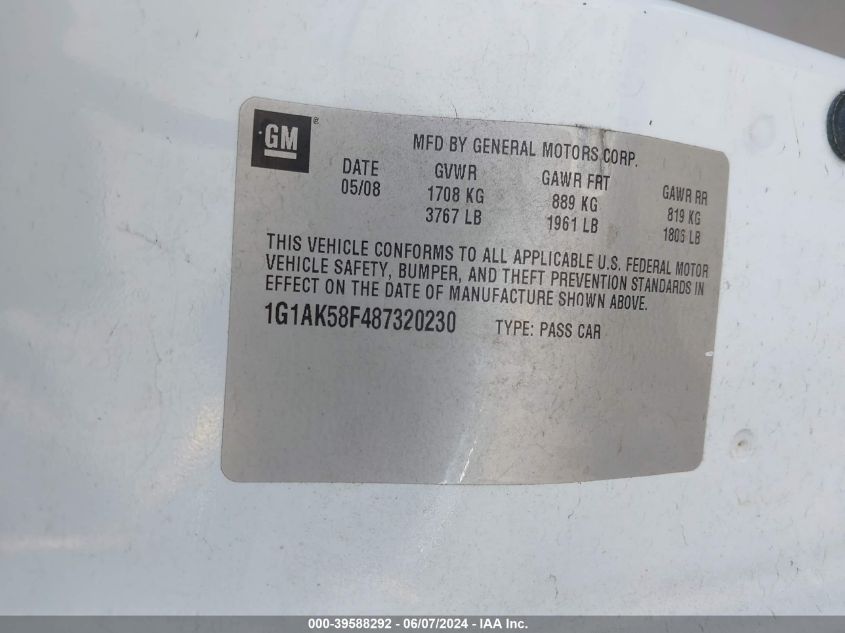 GM ®
MFD BY GENERAL MOTORS CORP.
DATE GVWR GAWR FRT GAWR RR
05/08 1708 KG 889 KG 819 KG
3767 LB 1961 LB 1806 LB
THIS VEHICLE CONFORMS TO ALL APPLICABLE U.S. FEDERAL MOTOR
VEHICLE SAFETY, BUMPER, AND THEFT PREVENTION STANDARDS IN
EFFECT ON THE DATE OF MANUFACTURE SHOWN ABOVE.
1G1AK58F487320230 TYPE: PASS CAR
000-39588292 - 06/07/2024 - IAA Inc.